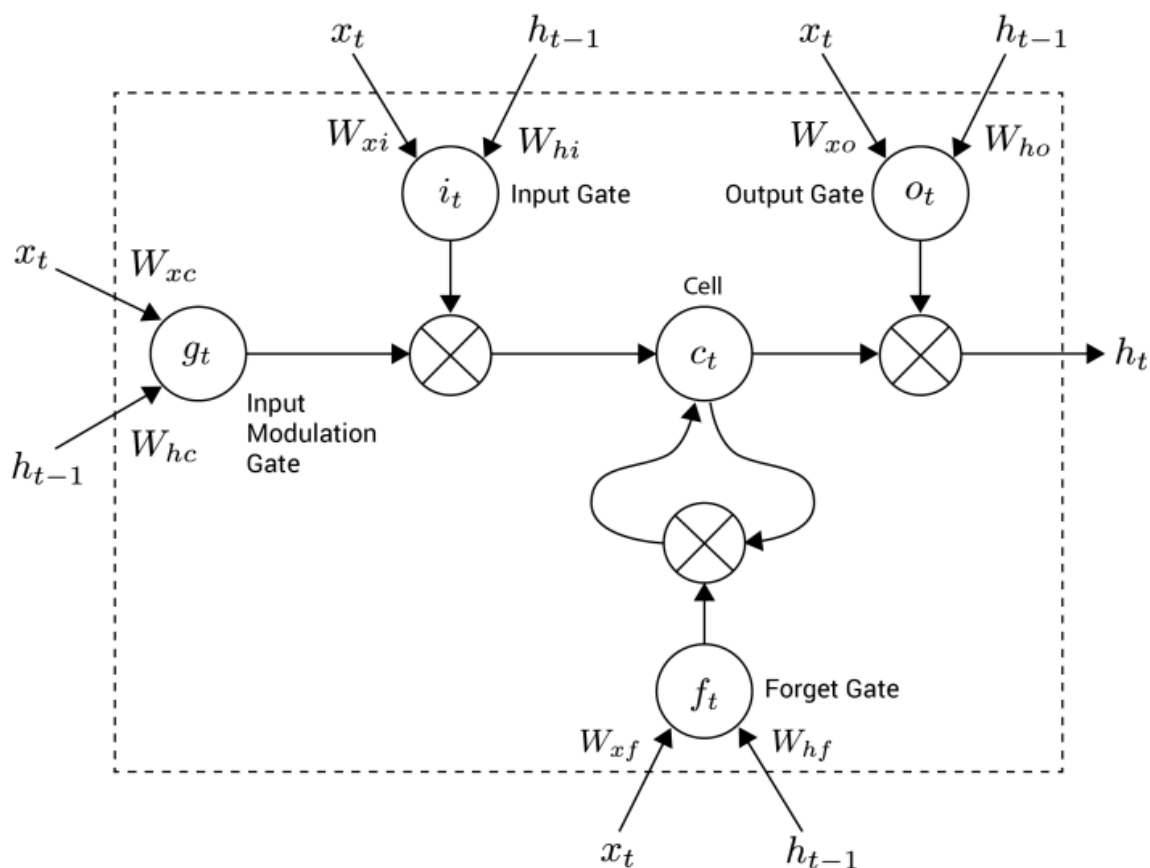 x_t h_{t-1} x_t h_{t-1}
W_{xi} W_{hi} W_{xo} W_{ho}
i_t Input Gate Output Gate o_t
x_t W_{xc}
Cell
g_t c_t h_t
Input
Modulation
Gate
W_{hc}
h_{t-1}
f_t Forget Gate
W_{xf} W_{hf}
x_t h_{t-1}